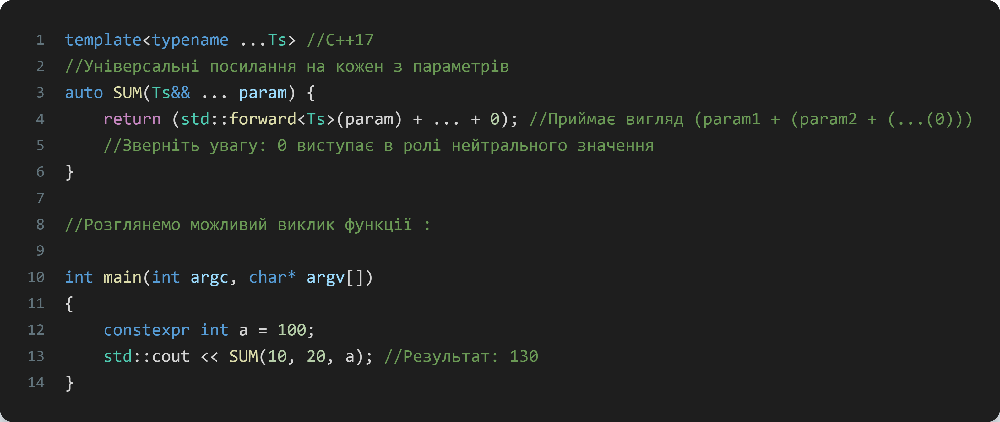 1 template<typename ...Ts> //C++17
2 //Універсальні посилання на кожен з параметрів
3 auto SUM(Ts&& ... param) {
4 return (std::forward<Ts>(param) + ... + 0); //Приймає вигляд (param1 + (param2 + (...(0)))
5 //Зверніть увагу: 0 виступає в ролі нейтрального значення
6 }
7
8 //Розглянемо можливий виклик функції :
9
10 int main(int argc, char* argv[])
11 {
12 constexpr int a = 100;
13 std::cout << SUM(10, 20, a); //Результат: 130
14 }